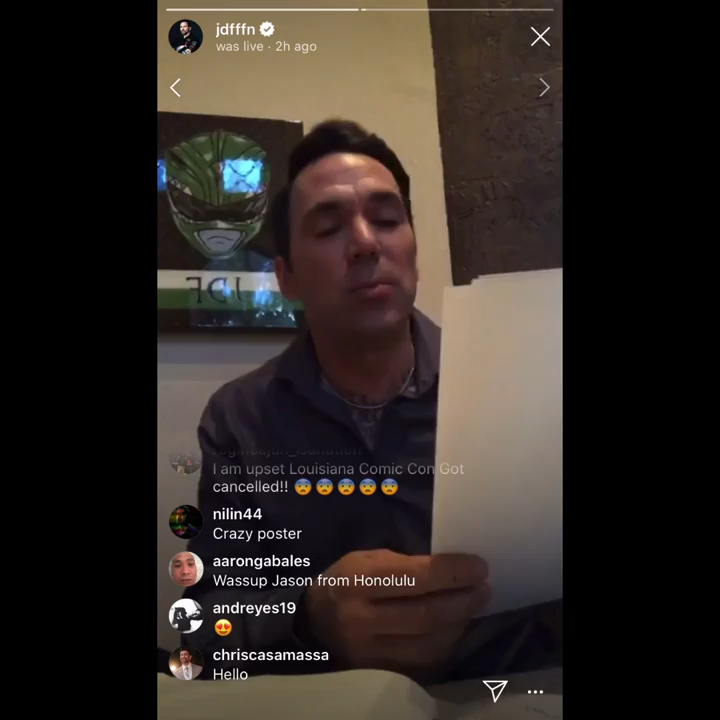 jdfffn
was live · 2h ago
JDF
I am upset Louisiana Comic Con Got
cancelled!! 😨😨😨😨😨
nilin44
Crazy poster
aarongabales
Wassup Jason from Honolulu
andreyes19
😍
chriscasamassa
Hello